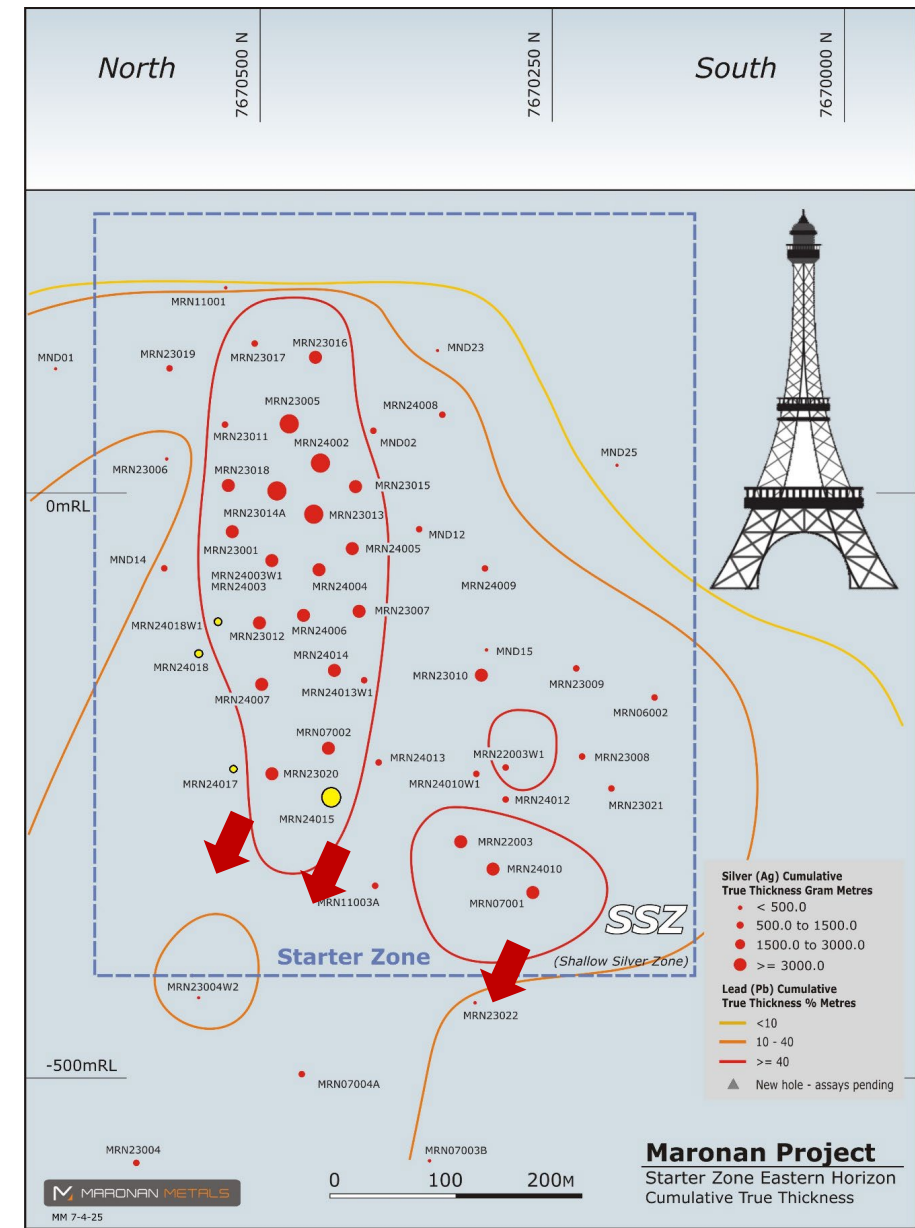 North
South
7670500 N
7670250 N
7670000 N
MRN11001
MRN23016
MRN23017
MND23
MND01
MRN23019
MRN23005
MRN24008
MRN23011
MRN24002
MND02
MRN23006
MND25
MRN23018
MRN23015
0mRL
MRN23014A
MRN23013
MND12
MRN23001
MRN24005
MND14
MRN24003W1
MRN24003
MRN24004
MRN24009
MRN24018W1
MRN23007
MRN23012
MRN24006
MRN24018
MRN24014
MND15
MRN23010
MRN23009
MRN24007
MRN24013W1
MRN06002
MRN07002
MRN24013
MRN22003W1
MRN23008
MRN24017
MRN23020
MRN24010W1
MRN24012
MRN23021
MRN24015
MRN22003
MRN24010
MRN11003A
MRN07001
SSZ
(Shallow Silver Zone)
Starter Zone
MRN23004W2
MRN23022
-500mRL
MRN07004A
MRN23004
MRN07003B
Silver (Ag) Cumulative
True Thickness Gram Metres
< 500.0
500.0 to 1500.0
1500.0 to 3000.0
>= 3000.0
Lead (Pb) Cumulative
True Thickness % Metres
<10
10 - 40
>= 40
New hole - assays pending
Maronan Project
Starter Zone Eastern Horizon
Cumulative True Thickness
0 100 200M
MARONAN METALS
MM 7-4-25